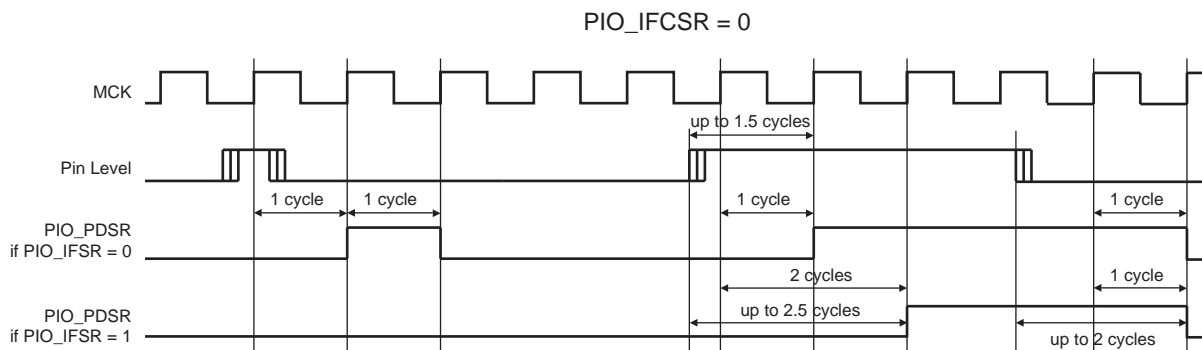 PIO_IFCSR = 0
MCK
up to 1.5 cycles
Pin Level
1 cycle
1 cycle
1 cycle
1 cycle
PIO_PDSR
if PIO_IFSR = 0
2 cycles
1 cycle
PIO_PDSR
if PIO_IFSR = 1
up to 2.5 cycles
up to 2 cycles